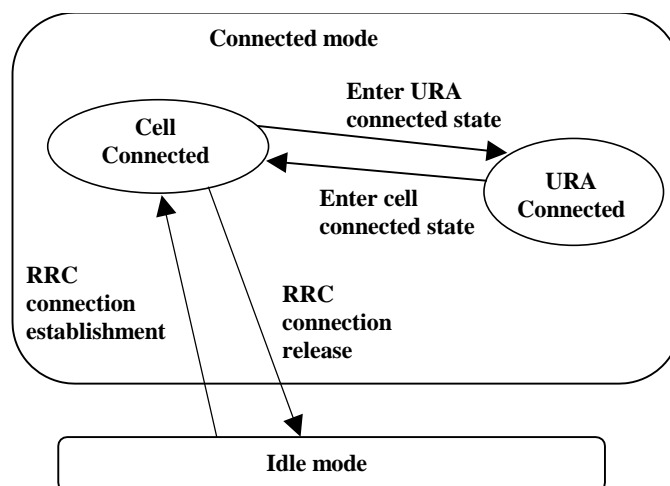 Connected mode
Enter URA
connected state
Cell
Connected
URA
Connected
Enter cell
connected state
RRC
connection
establishment
RRC
connection
release
Idle mode